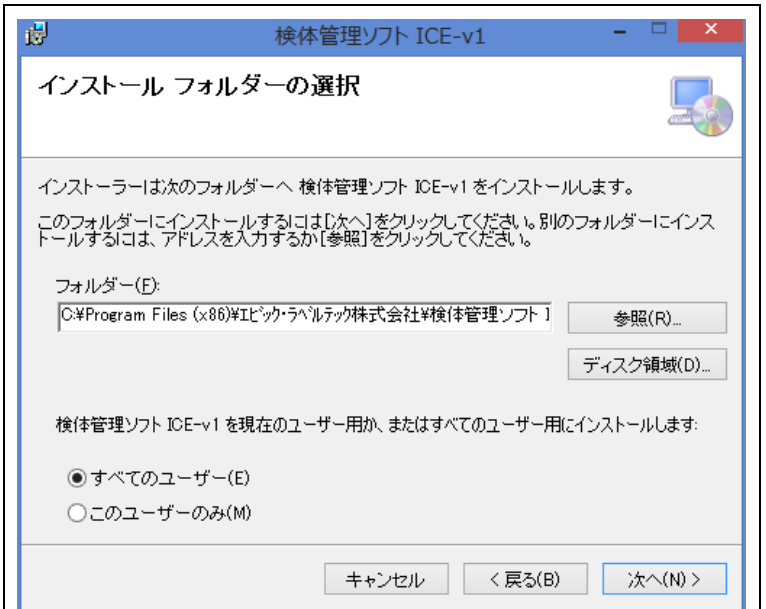 検体管理ソフト ICE-v1
インストール フォルダーの選択
インストーラーは次のフォルダーへ 検体管理ソフト ICE-v1 をインストールします。
このフォルダーにインストールするには[次へ]をクリックしてください。別のフォルダーにインス
トールするには、アドレスを入力するか[参照]をクリックしてください。
フォルダー(F):
C:¥Program Files (x86)¥エビック・ラベルテック株式会社¥検体管理ソフト I
参照(R)...
ディスク領域(D)...
検体管理ソフト ICE-v1 を現在のユーザー用か、またはすべてのユーザー用にインストールします:
すべてのユーザー(E)
このユーザーのみ(M)
キャンセル
< 戻る(B)
次へ(N) >